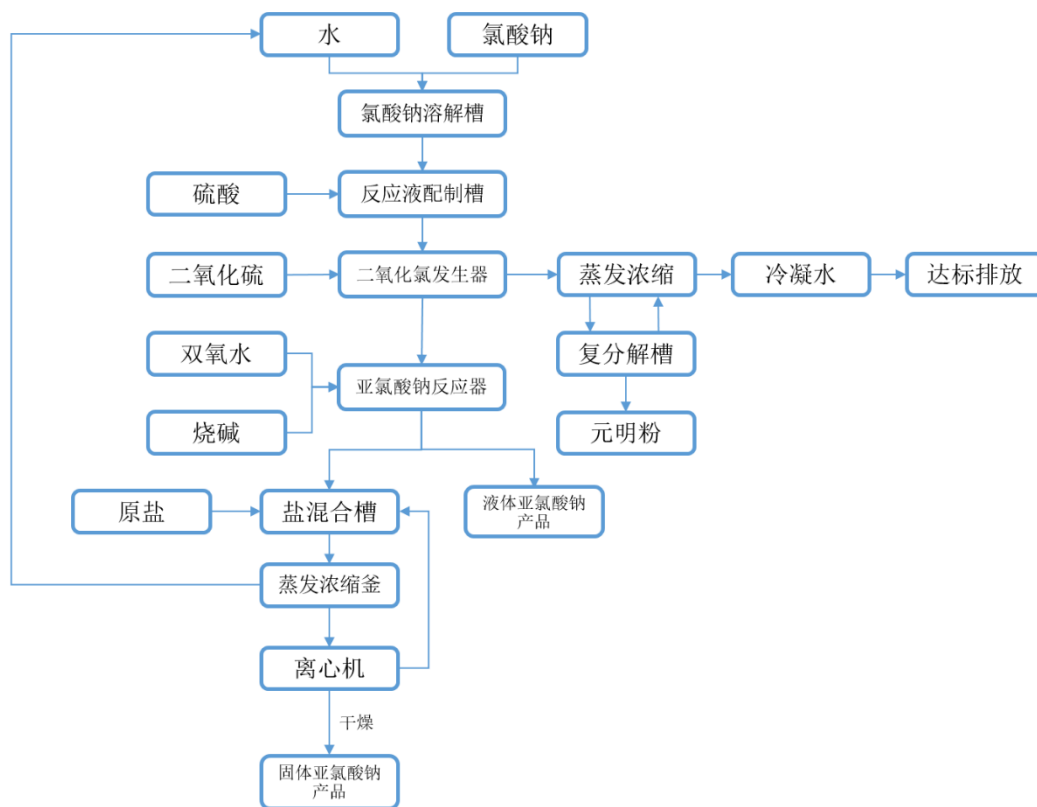 水
氯酸钠
氯酸钠溶解槽
硫酸
反应液配制槽
二氧化硫
二氧化氯发生器
蒸发浓缩
冷凝水
达标排放
双氧水
复分解槽
亚氯酸钠反应器
烧碱
元明粉
原盐
盐混合槽
液体亚氯酸钠
产品
蒸发浓缩釜
离心机
干燥
固体亚氯酸钠
产品